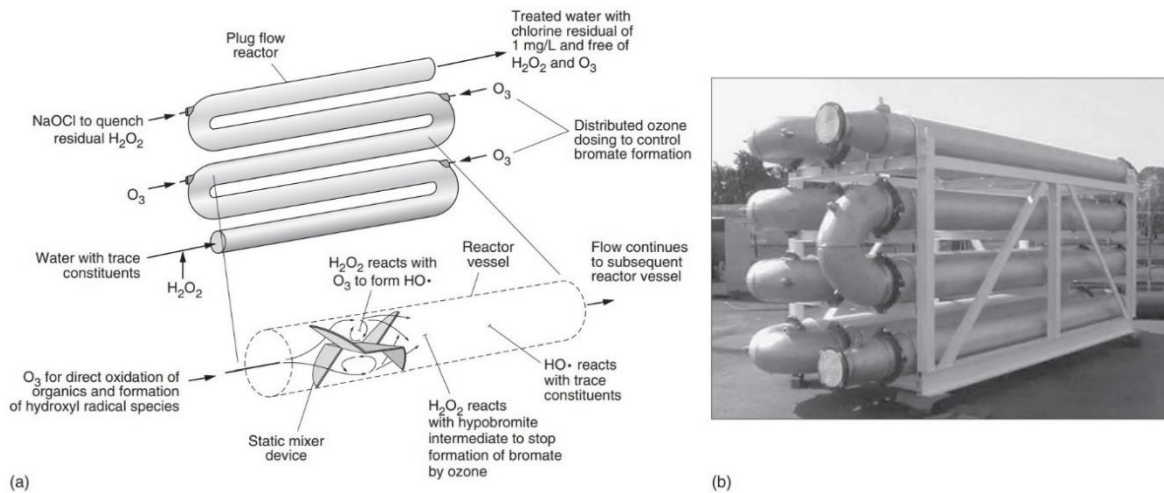 Plug flow
reactor
Treated water with
chlorine residual of
1 mg/L and free of
H₂O₂ and O₃
O₃
NaOCl to quench
residual H₂O₂
Distributed ozone
dosing to control
bromate formation
O₃
O₃
Water with trace
constituents
H₂O₂
H₂O₂ reacts with
O₃ to form HO•
Reactor
vessel
Flow continues
to subsequent
reactor vessel
O₃ for direct oxidation of
organics and formation
of hydroxyl radical species
HO• reacts
with trace
constituents
Static mixer
device
H₂O₂ reacts
with hypobromite
intermediate to stop
formation of bromate
by ozone
(a)
(b)